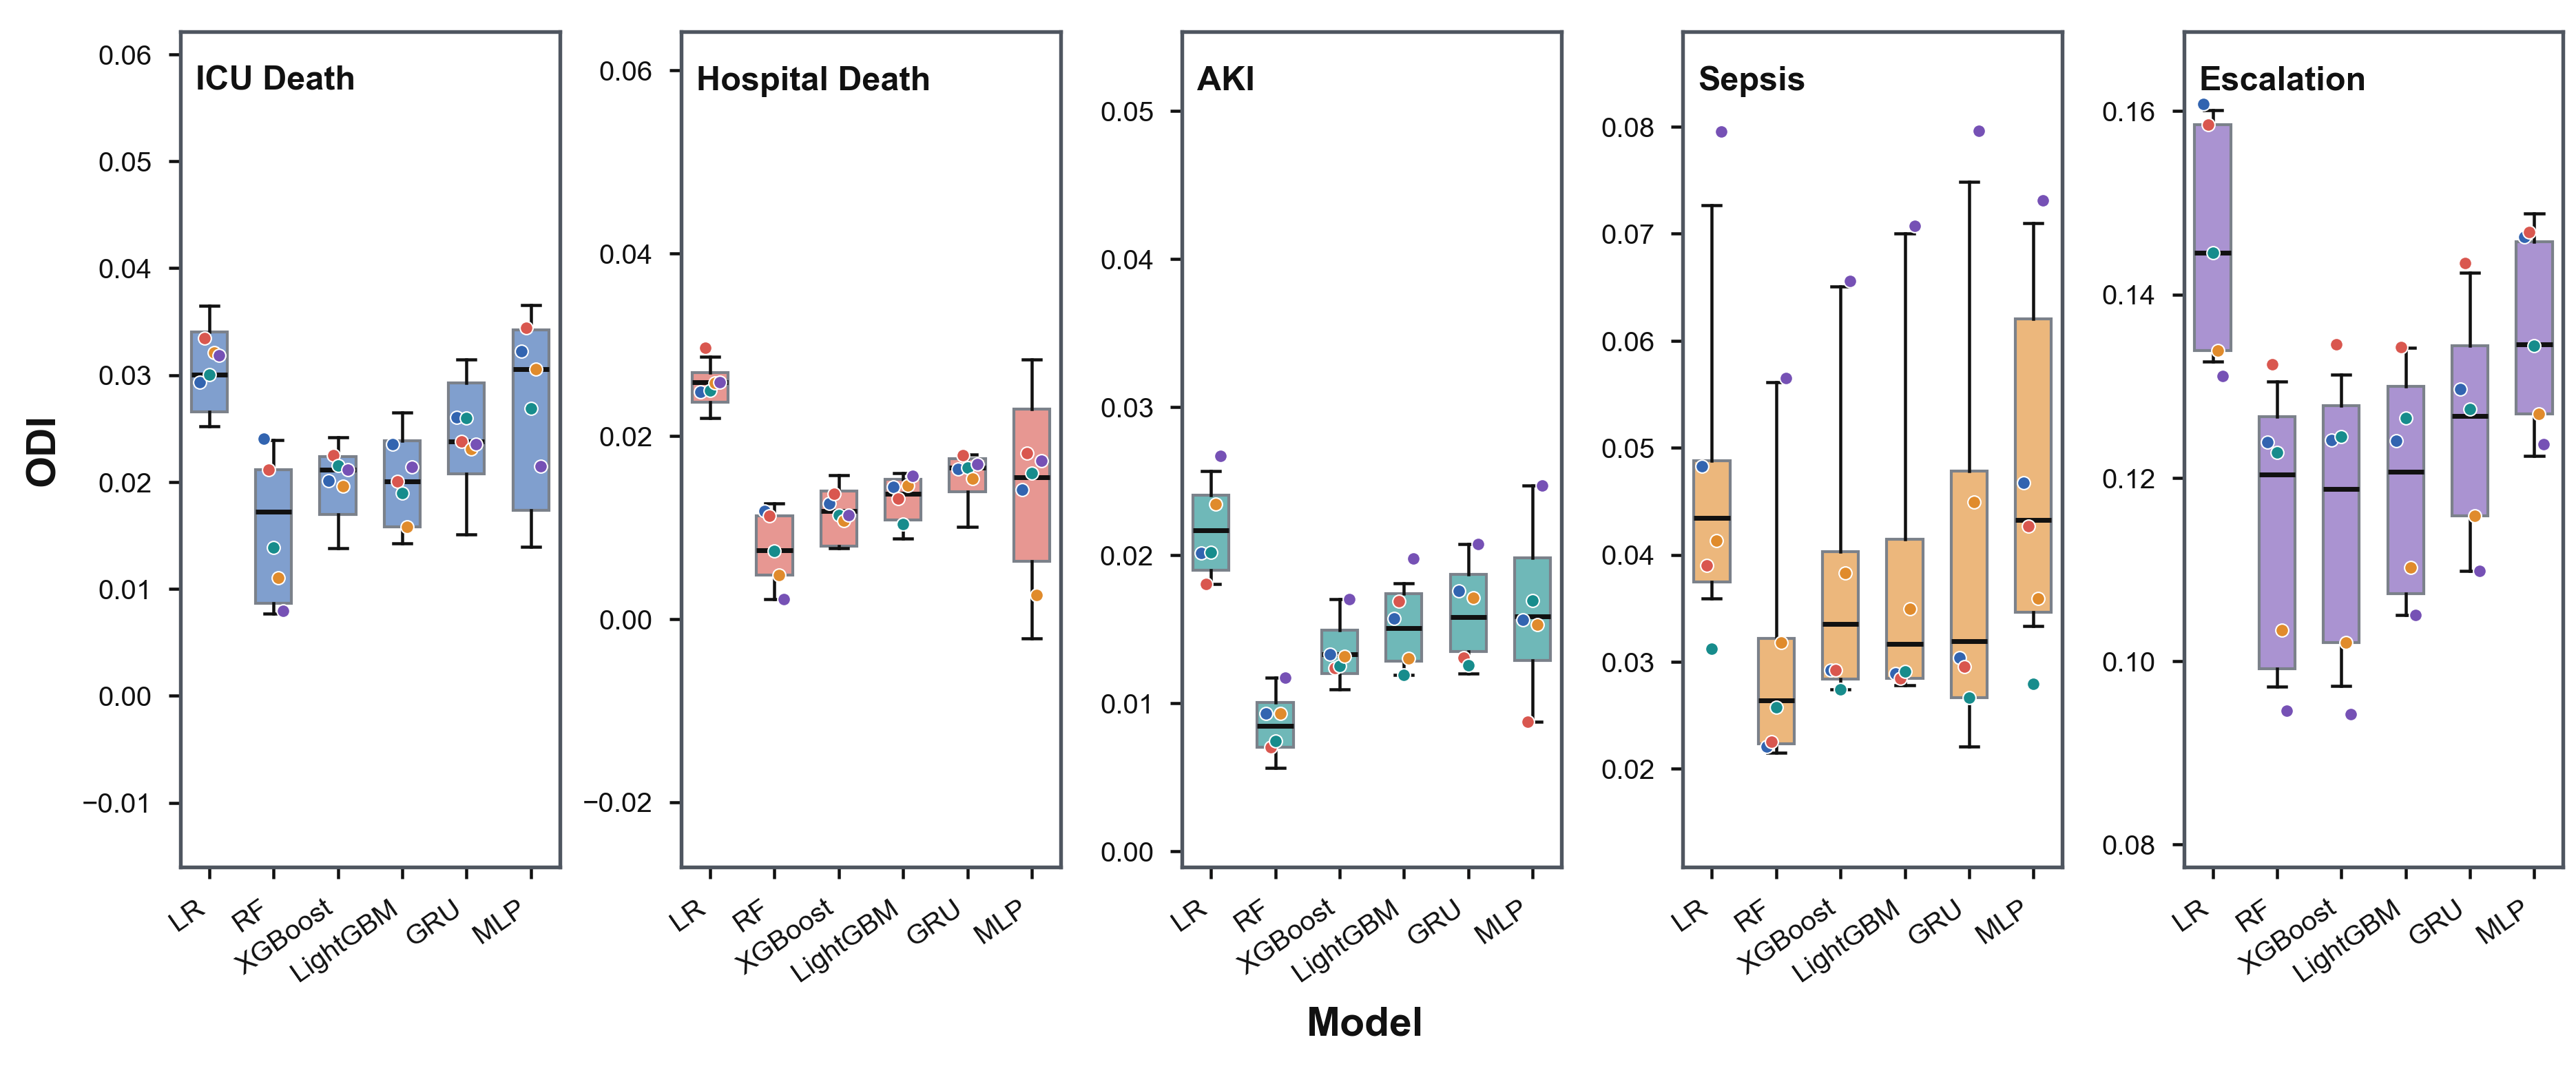 ODI
ICU Death
0.06
0.05
0.04
0.03
0.02
0.01
0.00
−0.01
LR
RF
XGBoost
LightGBM
GRU
MLP
Hospital Death
0.06
0.04
0.02
0.00
−0.02
LR
RF
XGBoost
LightGBM
GRU
MLP
AKI
0.05
0.04
0.03
0.02
0.01
0.00
LR
RF
XGBoost
LightGBM
GRU
MLP
Sepsis
0.08
0.07
0.06
0.05
0.04
0.03
0.02
LR
RF
XGBoost
LightGBM
GRU
MLP
Escalation
0.16
0.14
0.12
0.10
0.08
LR
RF
XGBoost
LightGBM
GRU
MLP
Model